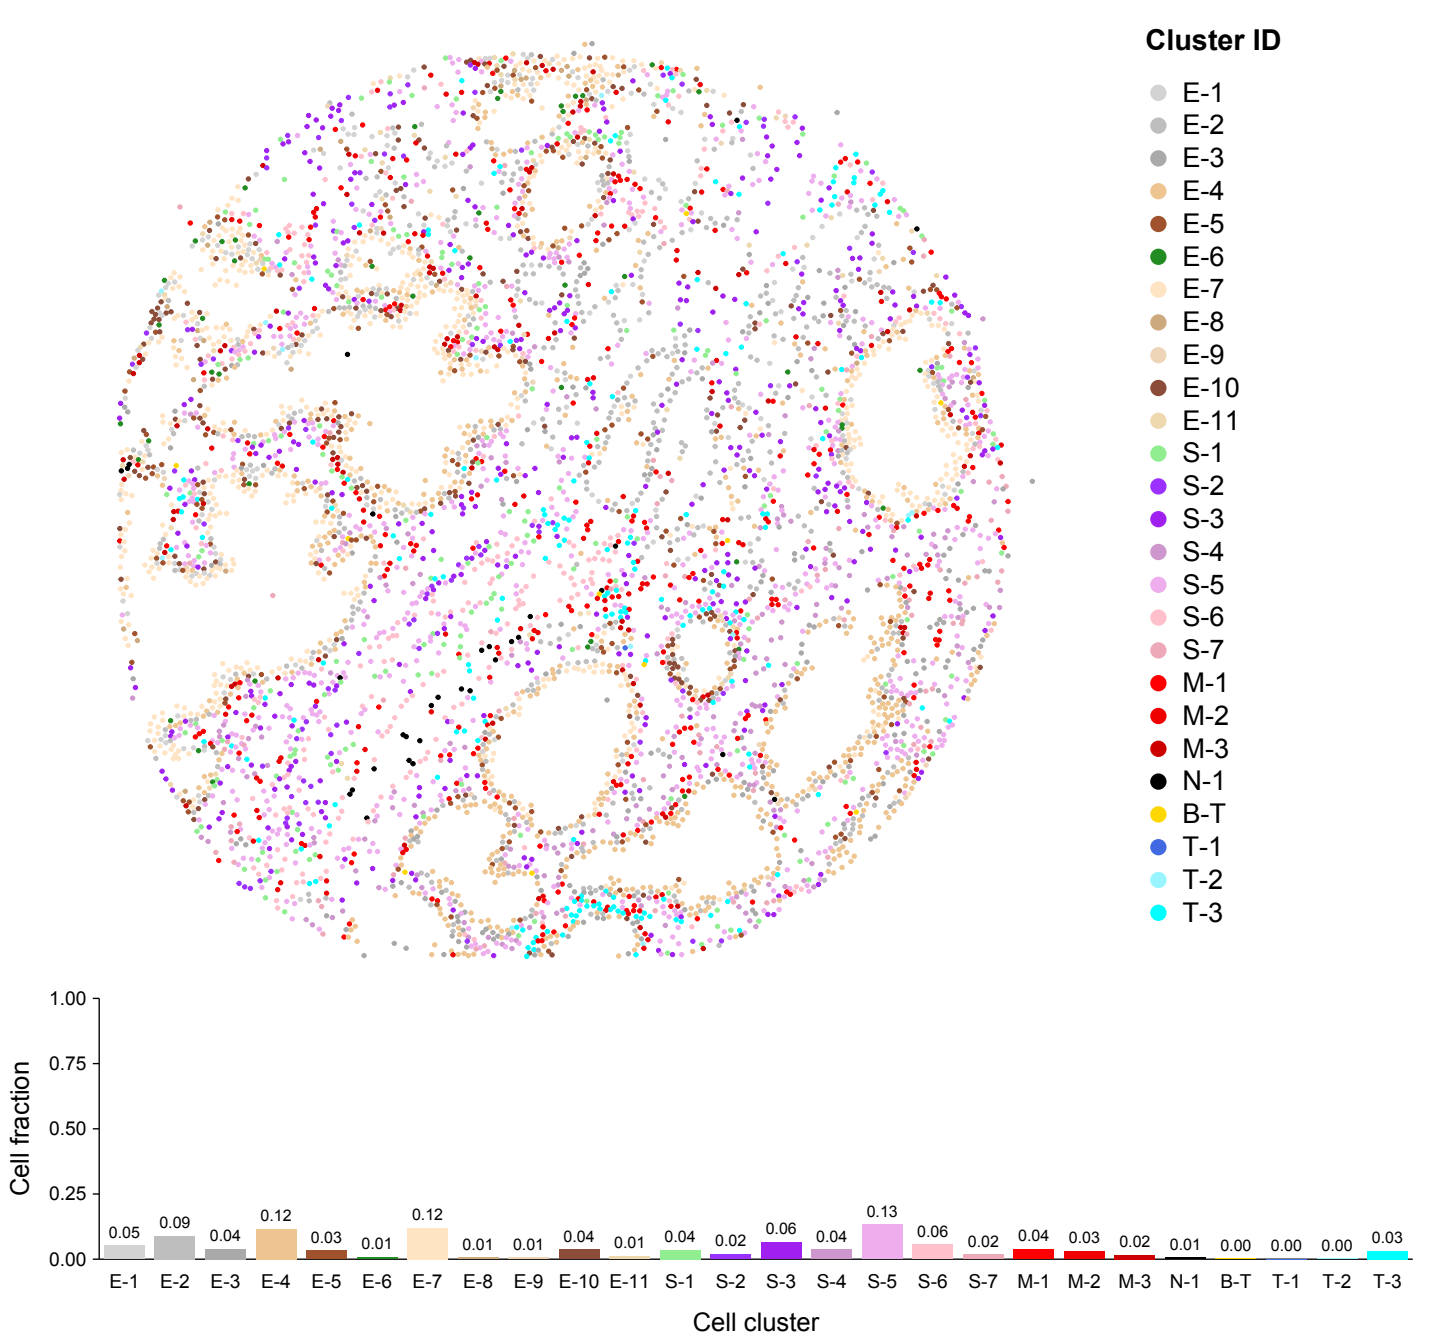 Cluster ID
E-1
E-2
E-3
E-4
E-5
E-6
E-7
E-8
E-9
E-10
E-11
S-1
S-2
S-3
S-4
S-5
S-6
S-7
M-1
M-2
M-3
N-1
B-T
T-1
T-2
T-3
1.00
0.75
0.50
0.25
0.00
Cell fraction
0.05 0.09 0.04 0.12 0.03 0.01 0.12 0.01 0.01 0.04 0.01 0.04 0.02 0.06 0.04 0.13 0.06 0.02 0.04 0.03 0.02 0.01 0.00 0.00 0.00 0.03
E-1 E-2 E-3 E-4 E-5 E-6 E-7 E-8 E-9 E-10 E-11 S-1 S-2 S-3 S-4 S-5 S-6 S-7 M-1 M-2 M-3 N-1 B-T T-1 T-2 T-3
Cell cluster